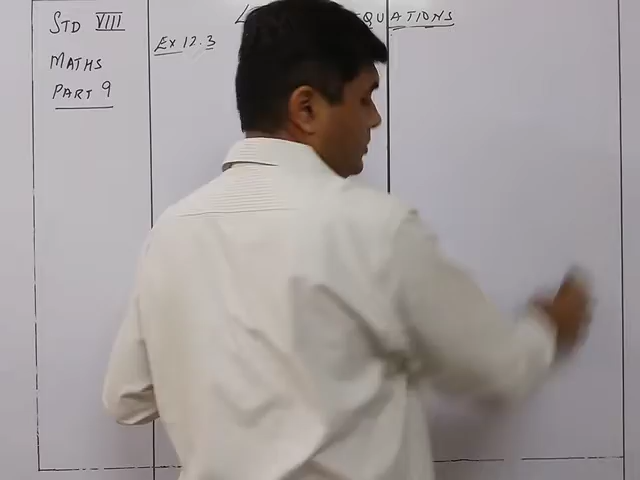 STD VIII
MATHS
PART 9
EX 12.3
EQUATIONS